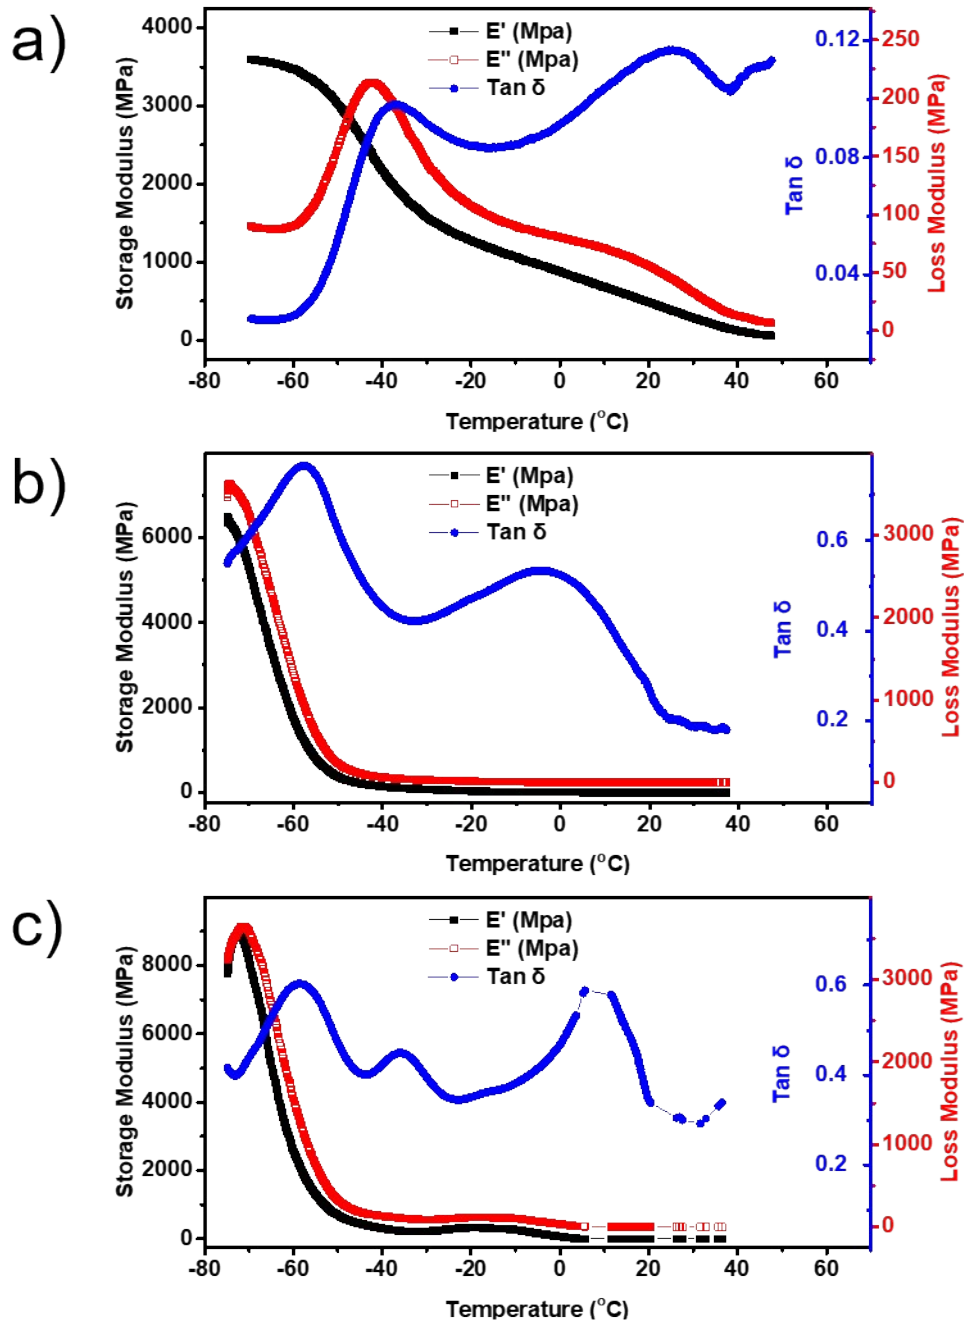 a)
E' (Mpa)
E'' (Mpa)
Tan δ
Storage Modulus (MPa)
4000
3000
2000
1000
0
Tan δ
0.12
0.08
0.04
Loss Modulus (MPa)
250
200
150
100
50
0
-80 -60 -40 -20 0 20 40 60
Temperature (°C)
b)
E' (Mpa)
E'' (Mpa)
Tan δ
Storage Modulus (MPa)
6000
4000
2000
0
Tan δ
0.6
0.4
0.2
Loss Modulus (MPa)
3000
2000
1000
0
-80 -60 -40 -20 0 20 40 60
Temperature (°C)
c)
E' (Mpa)
E'' (Mpa)
Tan δ
Storage Modulus (MPa)
8000
6000
4000
2000
0
Tan δ
0.6
0.4
0.2
Loss Modulus (MPa)
3000
2000
1000
0
-80 -60 -40 -20 0 20 40 60
Temperature (°C)